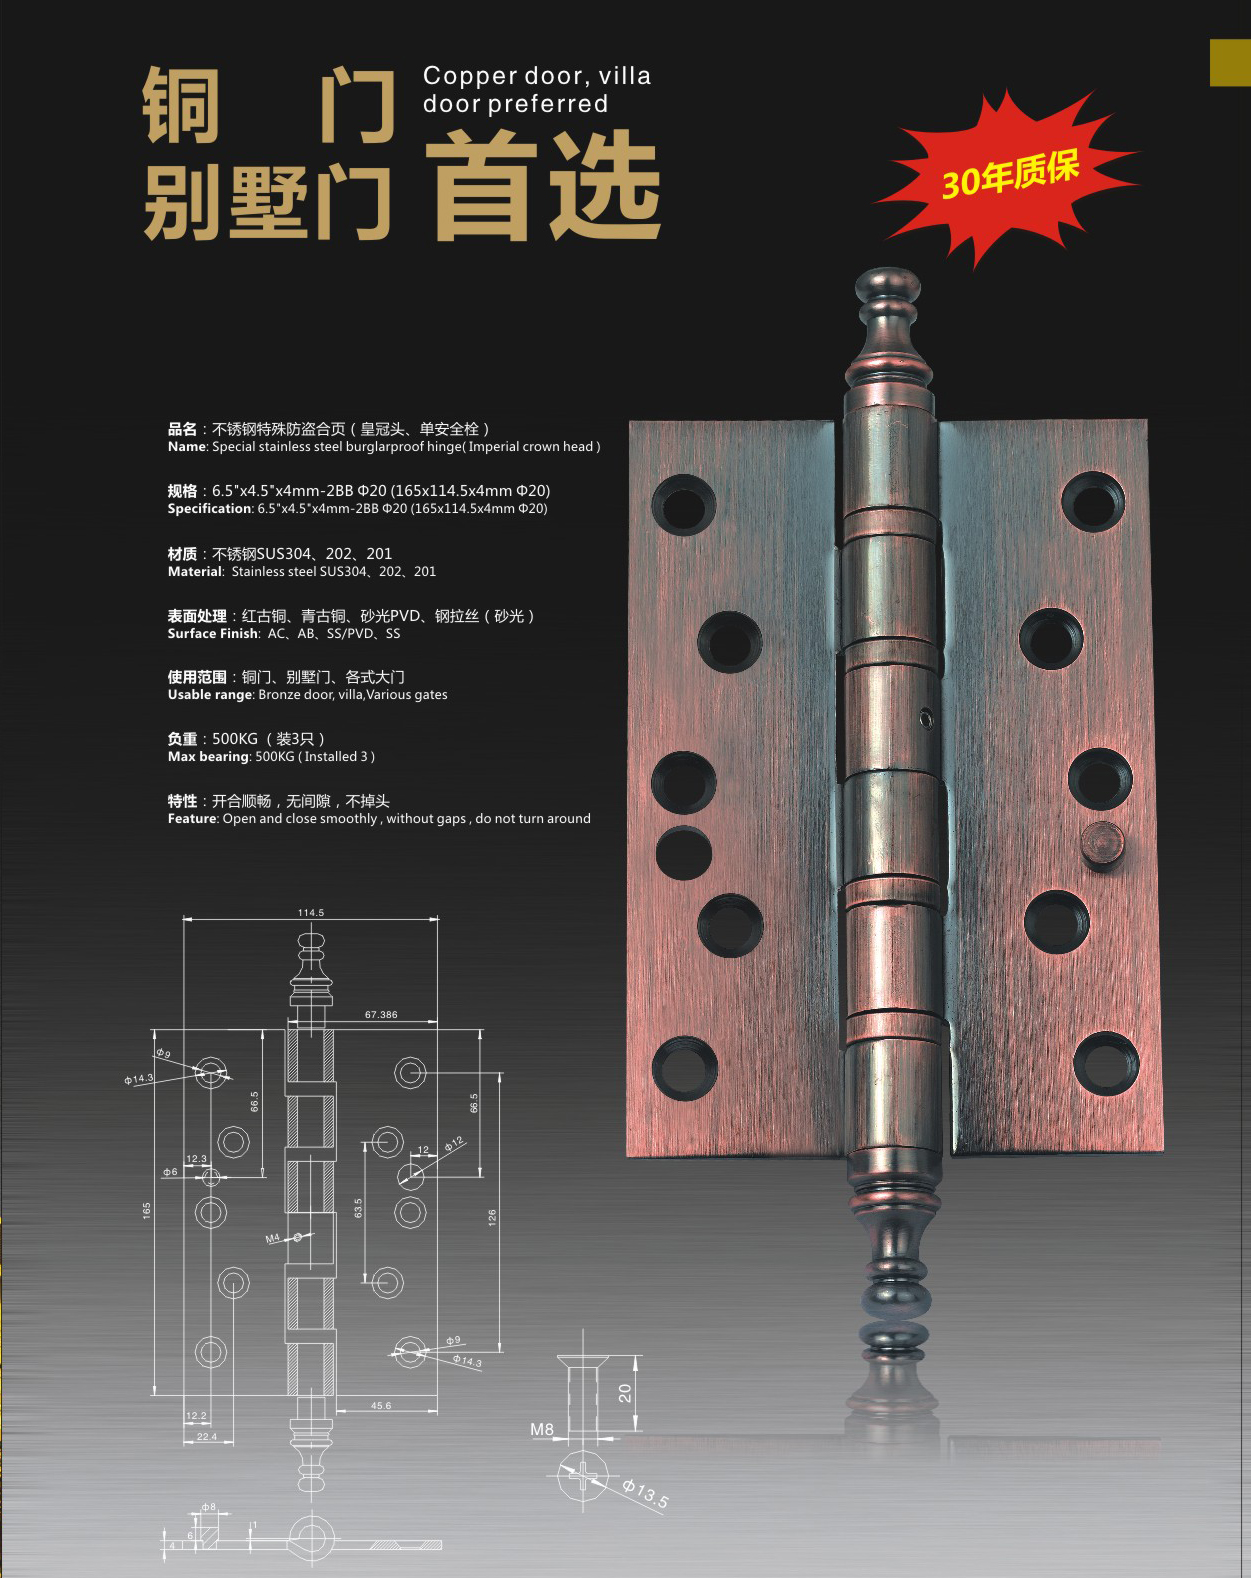 铜 门
别墅门
Copper door, villa
door preferred
首选
30年质保
品名：不锈钢特殊防盗合页（皇冠头、单安全栓）
Name: Special stainless steel burglarproof hinge( Imperial crown head )
规格：6.5"x4.5"x4mm-2BB Φ20 (165x114.5x4mm Φ20)
Specification: 6.5"x4.5"x4mm-2BB Φ20 (165x114.5x4mm Φ20)
材质：不锈钢SUS304、202、201
Material: Stainless steel SUS304、202、201
表面处理：红古铜、青古铜、砂光PVD、钢拉丝（砂光）
Surface Finish: AC、AB、SS/PVD、SS
使用范围：铜门、别墅门、各式大门
Usable range: Bronze door, villa,Various gates
负重：500KG（装3只）
Max bearing: 500KG ( Installed 3 )
特性：开合顺畅，无间隙，不掉头
Feature: Open and close smoothly , without gaps , do not turn around
114.5
67.386
Φ9
Φ14.3
66.5
66.5
12.3
Φ6
12
Φ12
165
63.5
126
M4
Φ9
Φ14.3
45.6
12.2
22.4
20
M8
Φ13.5
Φ8
6
4
1